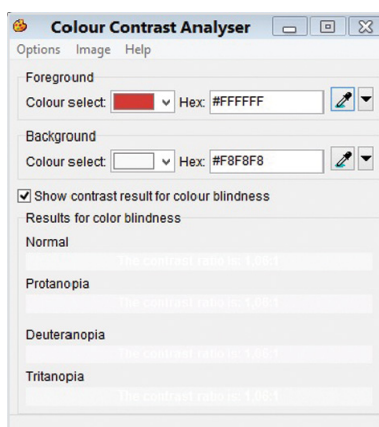 Colour Contrast Analyser
Options Image Help
Foreground
Colour select: Hex: #FFFFFF
Background
Colour select: Hex: #F8F8F8
Show contrast result for colour blindness
Results for color blindness
Normal
The contrast ratio is: 1,06:1
Protanopia
The contrast ratio is: 1,06:1
Deuteranopia
The contrast ratio is: 1,06:1
Tritanopia
The contrast ratio is: 1,06:1